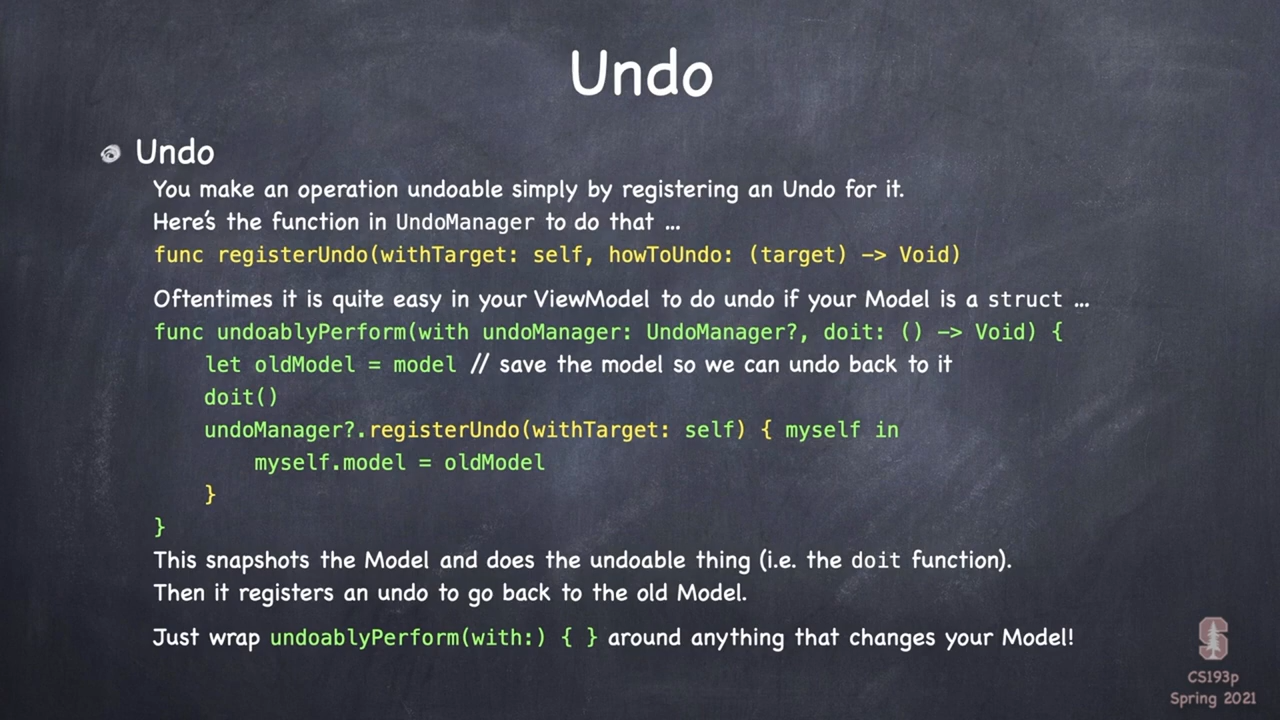 Undo
Undo
You make an operation undoable simply by registering an Undo for it.
Here's the function in UndoManager to do that …
func registerUndo(withTarget: self, howToUndo: (target) -> Void)
Oftentimes it is quite easy in your ViewModel to do undo if your Model is a struct …
func undoablyPerform(with undoManager: UndoManager?, doit: () -> Void) {
    let oldModel = model // save the model so we can undo back to it
    doit()
    undoManager?.registerUndo(withTarget: self) { myself in
        myself.model = oldModel
    }
}
This snapshots the Model and does the undoable thing (i.e. the doit function).
Then it registers an undo to go back to the old Model.
Just wrap undoablyPerform(with:) { } around anything that changes your Model!
S
CS193p
Spring 2021